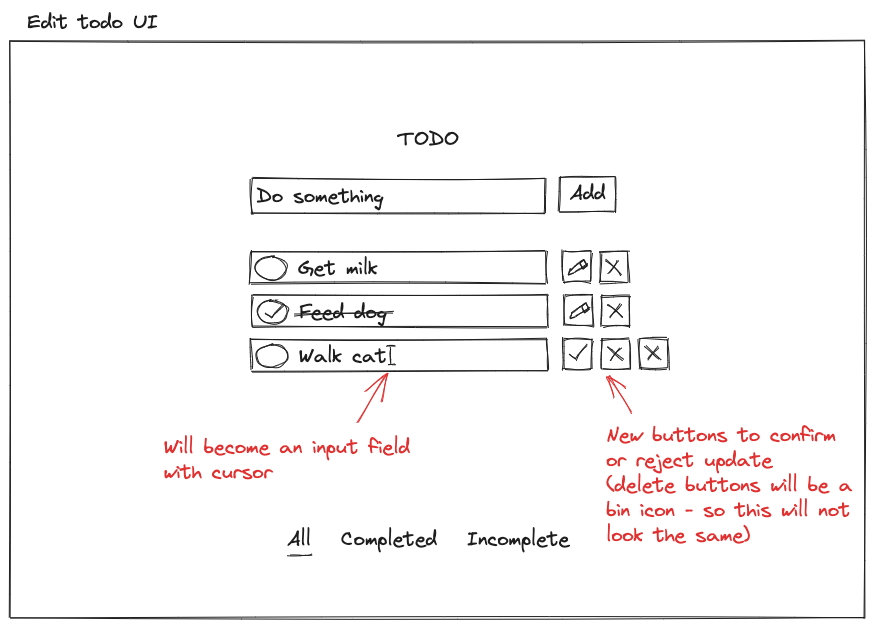 Edit todo UI
TODO
Do something
Add
Get milk
Feed dog
Walk cat
Will become an input field
with cursor
New buttons to confirm
or reject update
(delete buttons will be a
bin icon - so this will not
look the same)
All Completed Incomplete